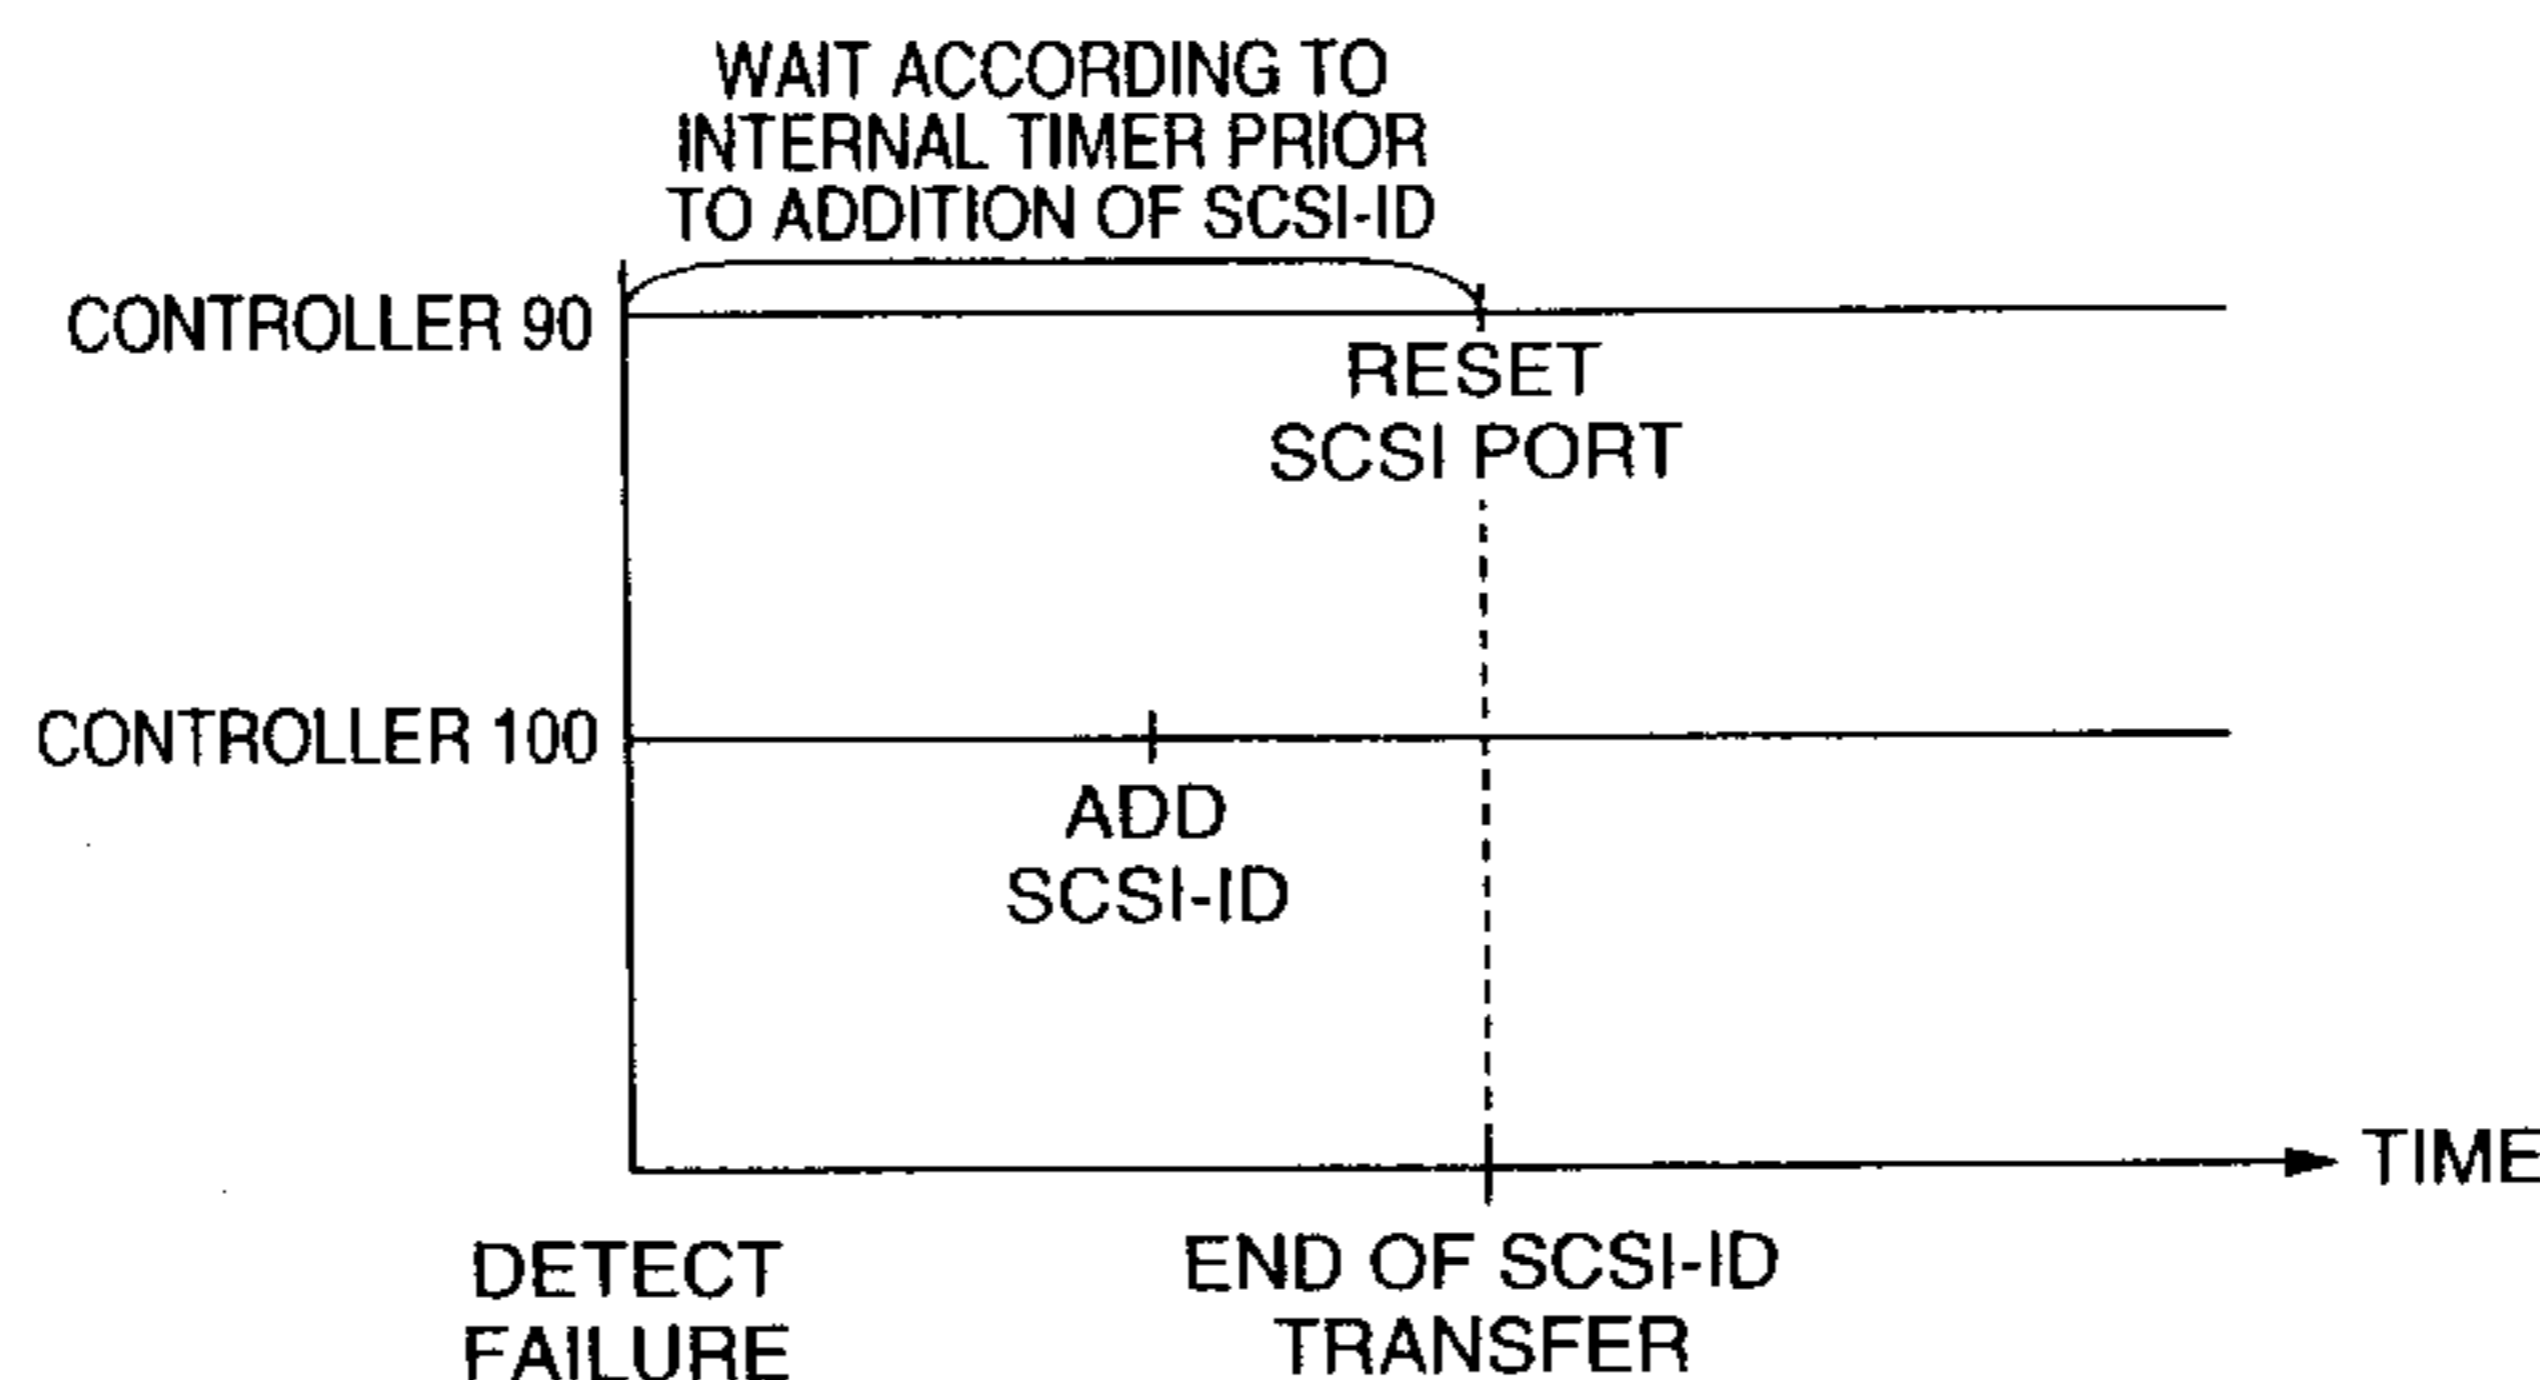 WAIT ACCORDING TO
INTERNAL TIMER PRIOR
TO ADDITION OF SCSI-ID
CONTROLLER 90
RESET
SCSI PORT
CONTROLLER 100
ADD
SCSI-ID
TIME
DETECT
FAILURE
END OF SCSI-ID
TRANSFER